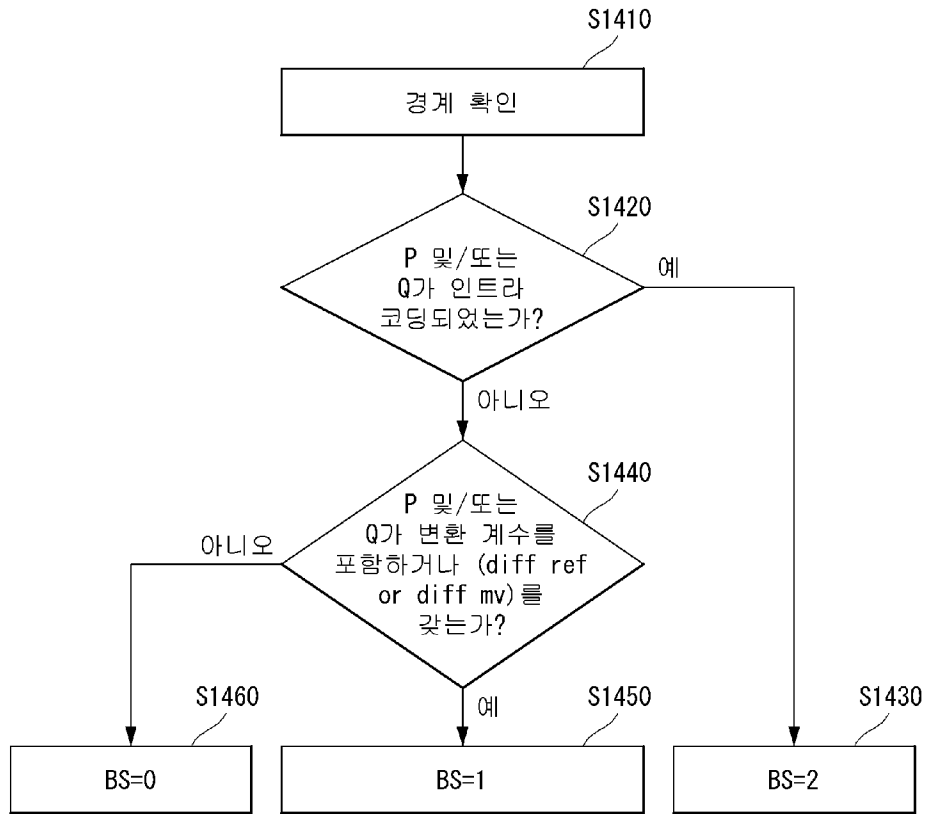 S1410
경계 확인
S1420
P 및/또는
Q가 인트라
코딩되었는가?
예
아니오
S1440
P 및/또는
Q가 변환 계수를
포함하거나 (diff ref
or diff mv)를
갖는가?
아니오
예
S1460
BS=0
S1450
BS=1
S1430
BS=2